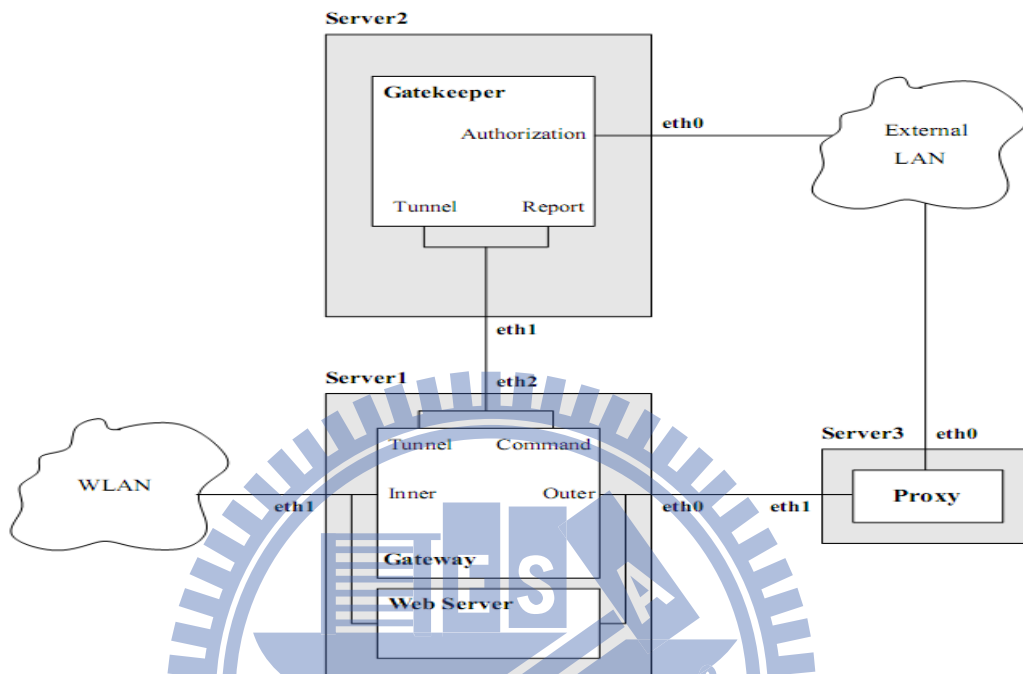 Server2
Gatekeeper
Authorization
eth0
External
LAN
Tunnel Report
eth1
Server1
eth2
Tunnel Command
Server3
eth0
WLAN
Inner Outer
Proxy
eth1
eth0
eth1
Gateway
Web Server
ES
A